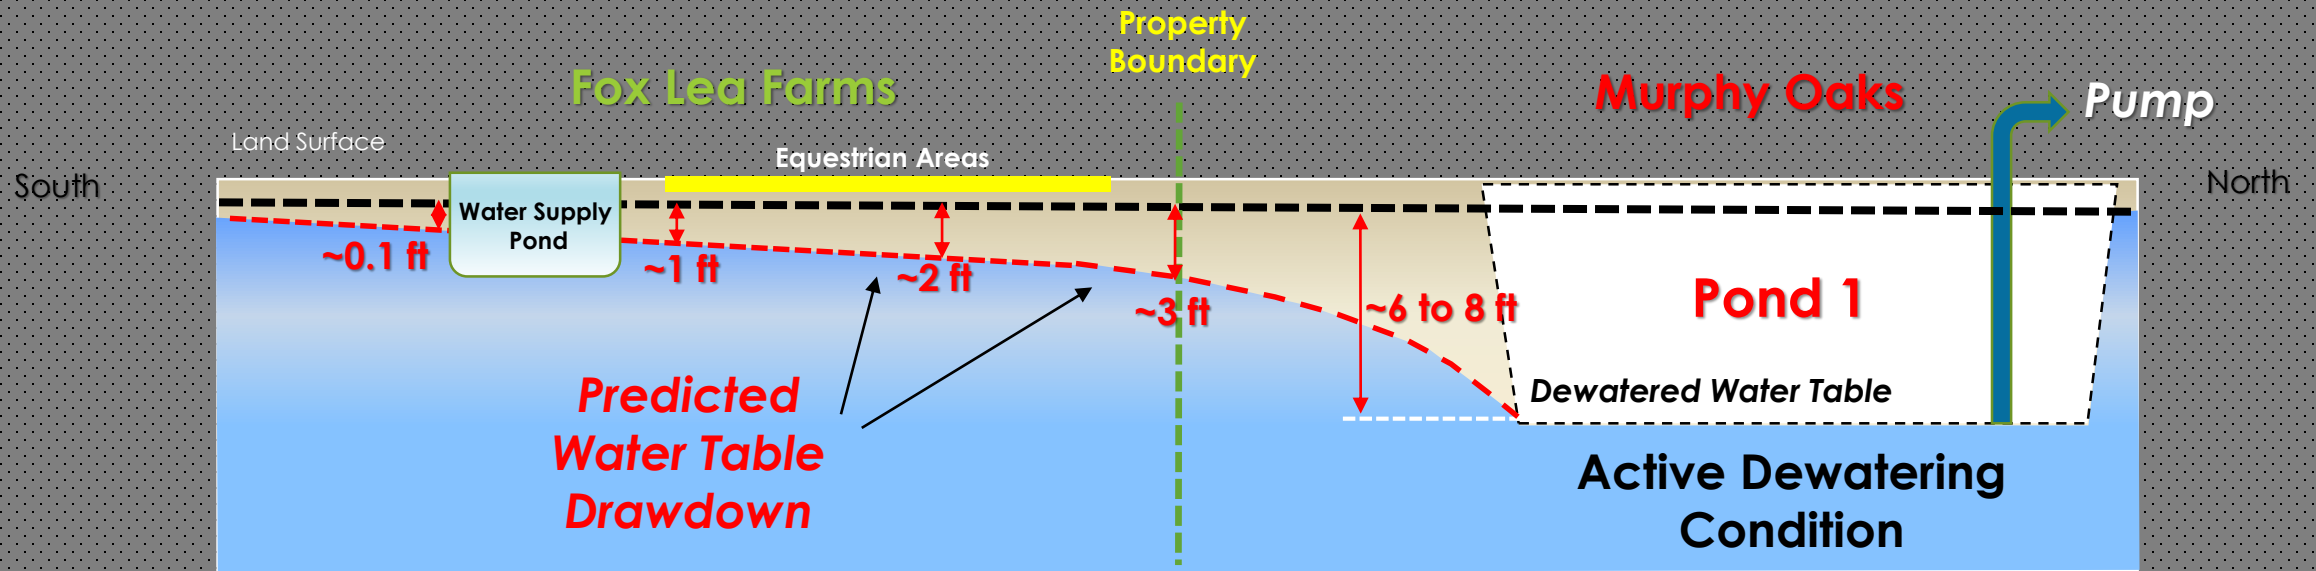 Property
Boundary
Fox Lea Farms
Murphy Oaks
Pump
Land Surface
Equestrian Areas
South
North
Water Supply
Pond
~0.1 ft
~1 ft
~2 ft
~3 ft
~6 to 8 ft
Pond 1
Predicted
Water Table
Drawdown
Dewatered Water Table
Active Dewatering
Condition